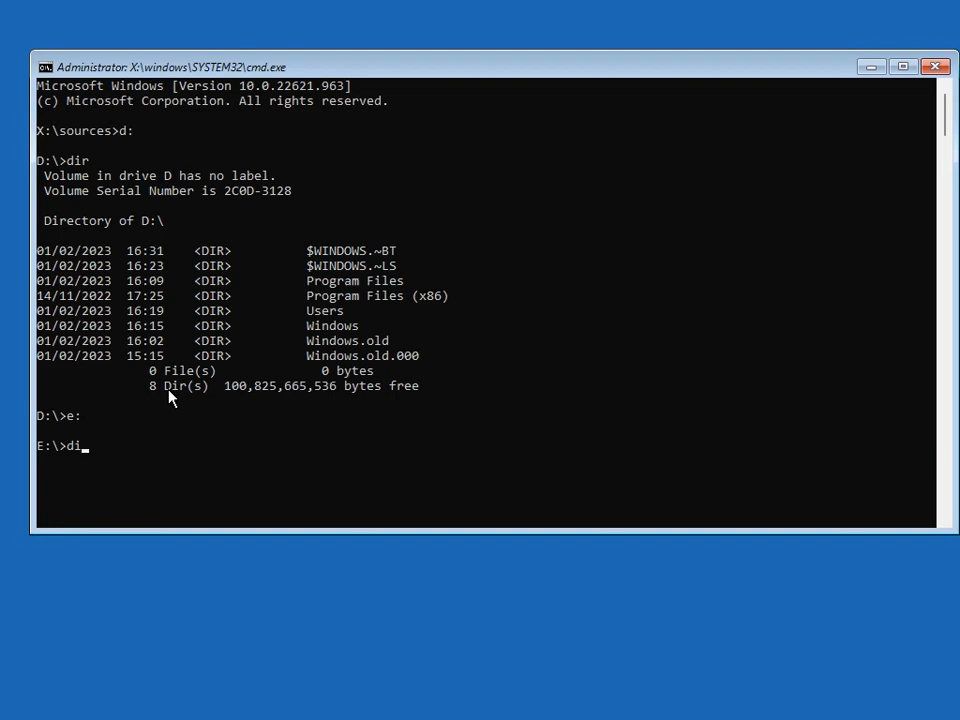 Administrator: X:\windows\SYSTEM32\cmd.exe
Microsoft Windows [Version 10.0.22621.963]
(c) Microsoft Corporation. All rights reserved.
X:\sources>d:
D:\>dir
Volume in drive D has no label.
Volume Serial Number is 2C0D-3128
Directory of D:\
01/02/2023 16:31 <DIR> $WINDOWS.~BT
01/02/2023 16:23 <DIR> $WINDOWS.~LS
01/02/2023 16:09 <DIR> Program Files
14/11/2022 17:25 <DIR> Program Files (x86)
01/02/2023 16:19 <DIR> Users
01/02/2023 16:15 <DIR> Windows
01/02/2023 16:02 <DIR> Windows.old
01/02/2023 15:15 <DIR> Windows.old.000
0 File(s) 0 bytes
8 Dir(s) 100,825,665,536 bytes free
D:\>e:
E:\>di